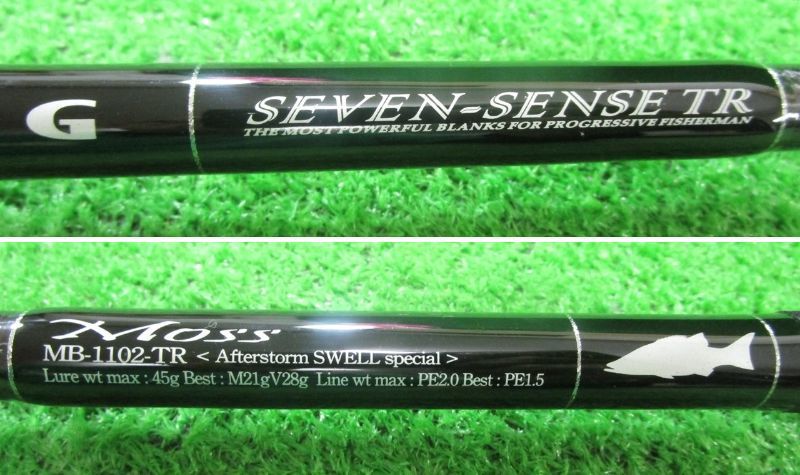 G
SEVEN-SENSE TR
THE MOST POWERFUL BLANKS FOR PROGRESSIVE FISHERMAN
Moss
MB-1102-TR < Afterstorm SWELL special >
Lure wt max : 45g Best : M21gV28g Line wt max : PE2.0 Best : PE1.5